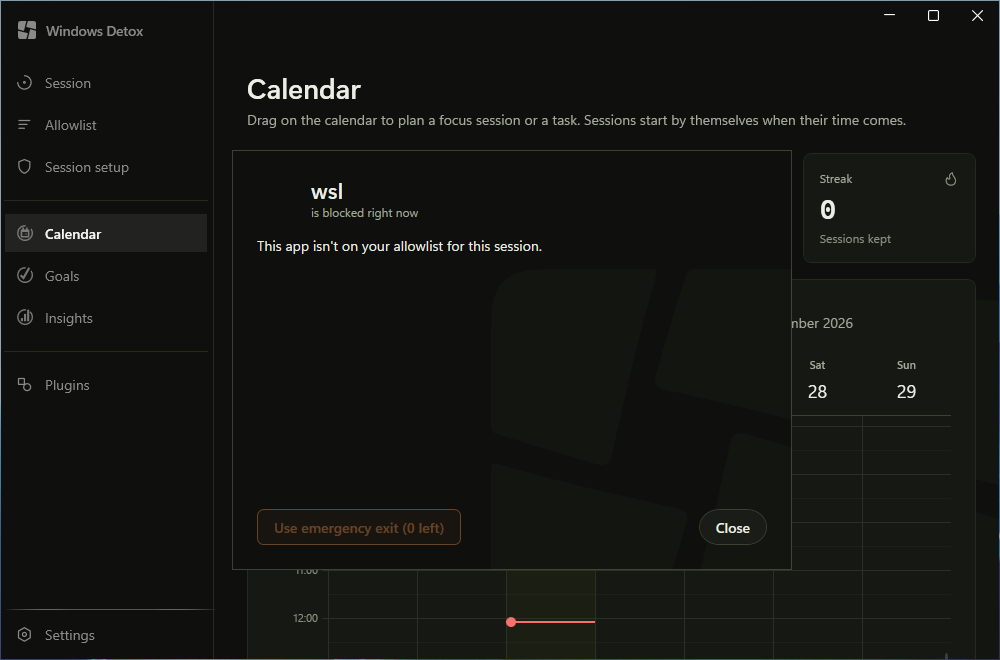 Windows Detox
Session
Allowlist
Session setup
Calendar
Goals
Insights
Plugins
Settings
Calendar
Drag on the calendar to plan a focus session or a task. Sessions start by themselves when their time comes.
wsl
is blocked right now
This app isn't on your allowlist for this session.
Use emergency exit (0 left)
Close
Streak
0
Sessions kept
mber 2026
Sat
Sun
28
29
11:00
12:00